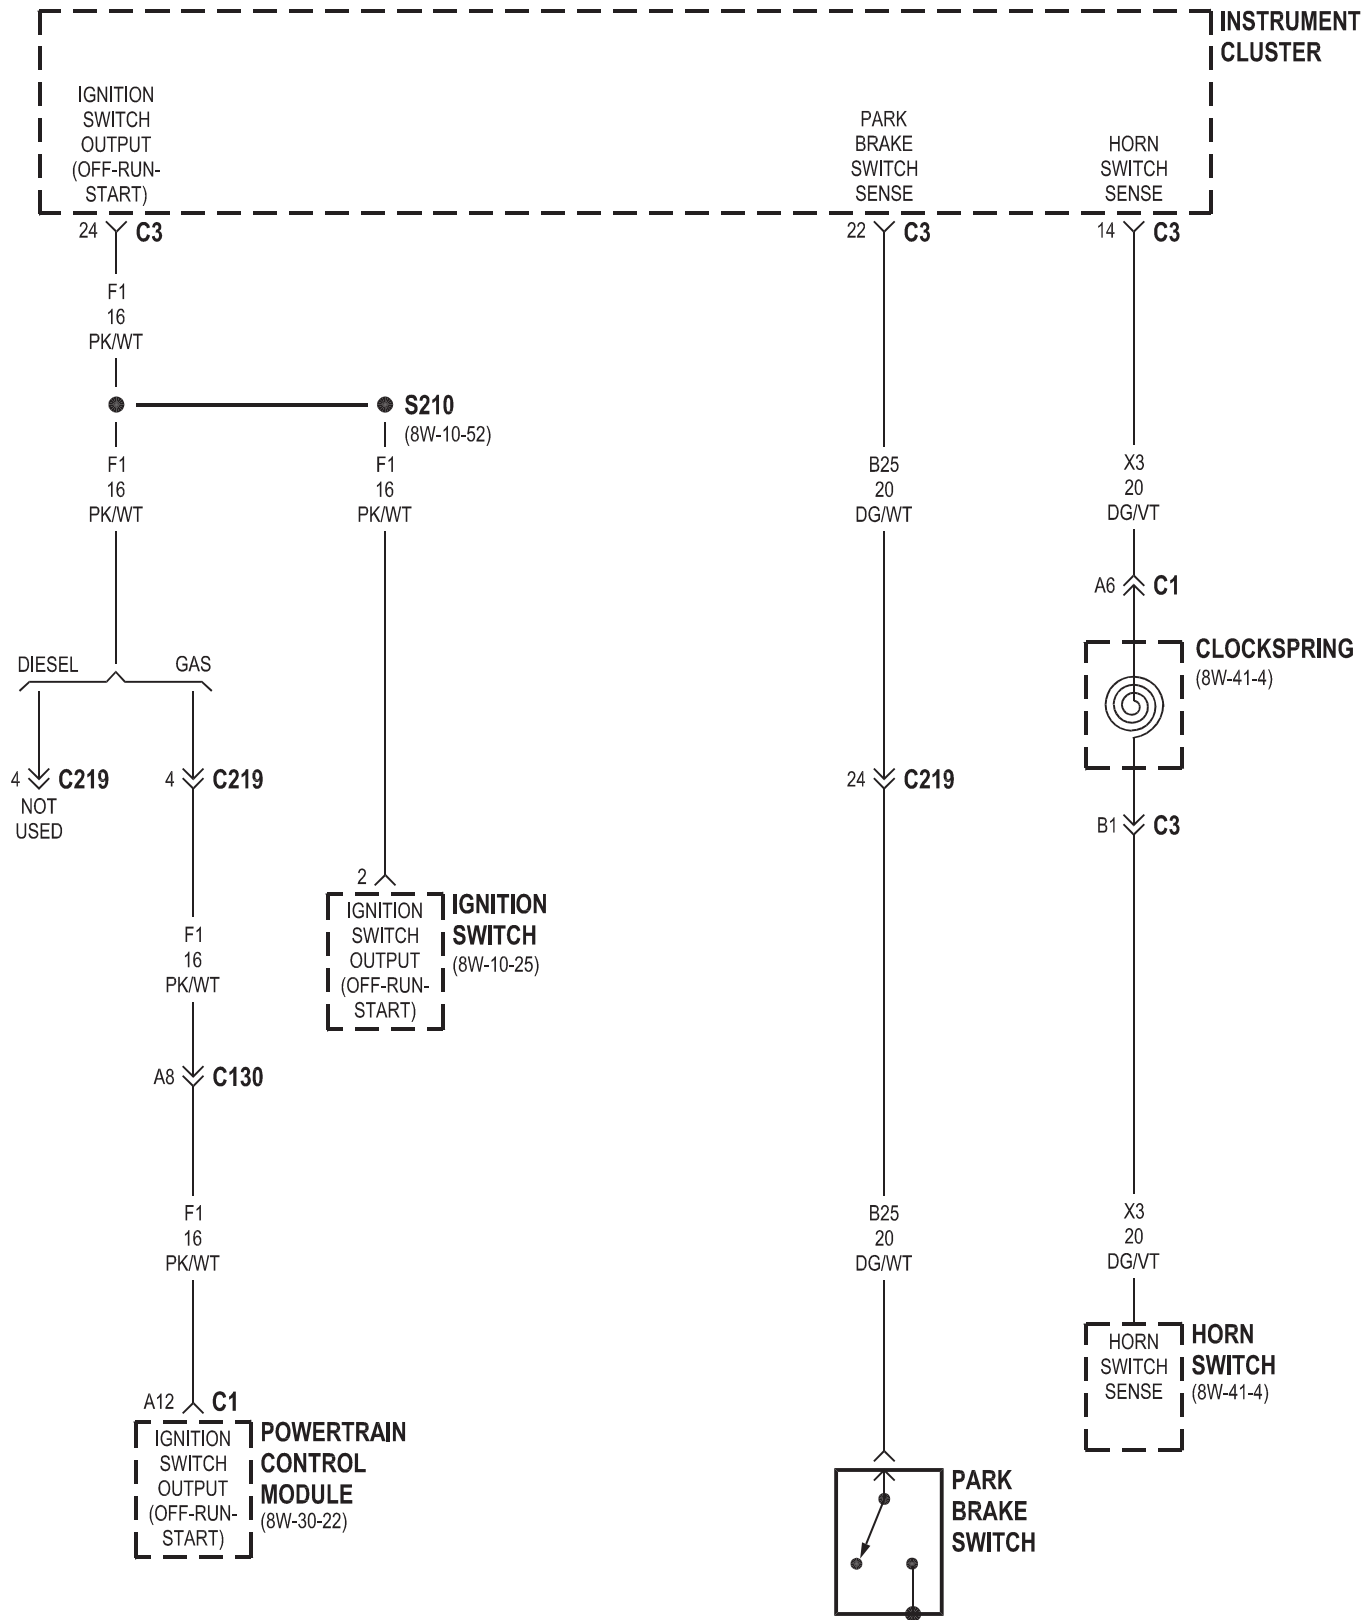 INSTRUMENT
CLUSTER
IGNITION
SWITCH
OUTPUT
(OFF-RUN-
START)
PARK
BRAKE
SWITCH
SENSE
HORN
SWITCH
SENSE
24 C3
22 C3
14 C3
F1
16
PK/WT
S210
(8W-10-52)
F1
16
PK/WT
F1
16
PK/WT
B25
20
DG/WT
X3
20
DG/VT
A6 C1
CLOCKSPRING
(8W-41-4)
DIESEL
GAS
4 C219
NOT
USED
4 C219
24 C219
B1 C3
2
IGNITION
SWITCH
OUTPUT
(OFF-RUN-
START)
IGNITION
SWITCH
(8W-10-25)
F1
16
PK/WT
A8 C130
F1
16
PK/WT
B25
20
DG/WT
X3
20
DG/VT
HORN
SWITCH
SENSE
HORN
SWITCH
(8W-41-4)
A12 C1
IGNITION
SWITCH
OUTPUT
(OFF-RUN-
START)
POWERTRAIN
CONTROL
MODULE
(8W-30-22)
PARK
BRAKE
SWITCH